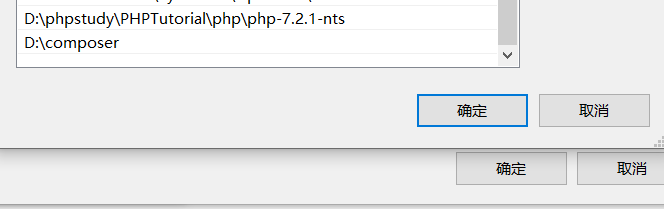 D:\phpstudy\PHPTutorial\php\php-7.2.1-nts
D:\composer
确定 取消
确定 取消